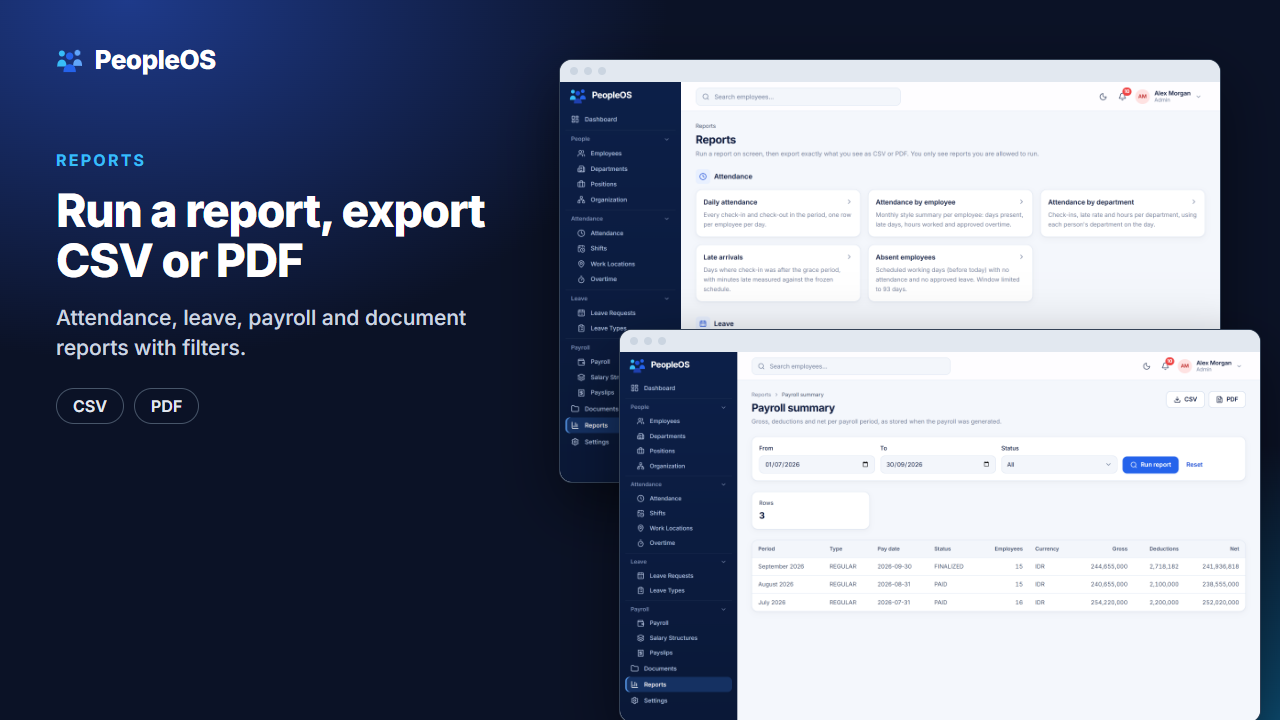 PeopleOS
REPORTS
Run a report, export
CSV or PDF
Attendance, leave, payroll and document
reports with filters.
CSV
PDF
PeopleOS
Search employees...
10
AM
Alex Morgan
Admin
Dashboard
People
Employees
Departments
Positions
Organization
Attendance
Attendance
Shifts
Work Locations
Overtime
Leave
Leave Requests
Leave Types
Payroll
Payroll
Salary Str
Payslips
Documents
Reports
Settings
Reports
Reports
Run a report on screen, then export exactly what you see as CSV or PDF. You only see reports you are allowed to run.
Attendance
Daily attendance
Every check-in and check-out in the period, one row
per employee per day.
Attendance by employee
Monthly style summary per employee: days present,
late days, hours worked and approved overtime.
Attendance by department
Check-ins, late rate and hours per department, using
each person's department on the day.
Late arrivals
Days where check-in was after the grace period,
with minutes late measured against the frozen
schedule.
Absent employees
Scheduled working days (before today) with no
attendance and no approved leave. Window limited
to 93 days.
Leave
PeopleOS
Search employees...
10
AM
Alex Morgan
Admin
Dashboard
People
Employees
Departments
Positions
Organization
Attendance
Attendance
Shifts
Work Locations
Overtime
Leave
Leave Requests
Leave Types
Payroll
Payroll
Salary Structures
Payslips
Documents
Reports
Settings
Reports > Payroll summary
Payroll summary
Gross, deductions and net per payroll period, as stored when the payroll was generated.
CSV
PDF
From
To
Status
01/07/2026
30/09/2026
All
Run report
Reset
Rows
3
Period Type Pay date Status Employees Currency Gross Deductions Net
September 2026 REGULAR 2026-09-30 FINALIZED 15 IDR 244,655,000 2,718,182 241,936,818
August 2026 REGULAR 2026-08-31 PAID 15 IDR 240,655,000 2,100,000 238,555,000
July 2026 REGULAR 2026-07-31 PAID 16 IDR 254,220,000 2,200,000 252,020,000